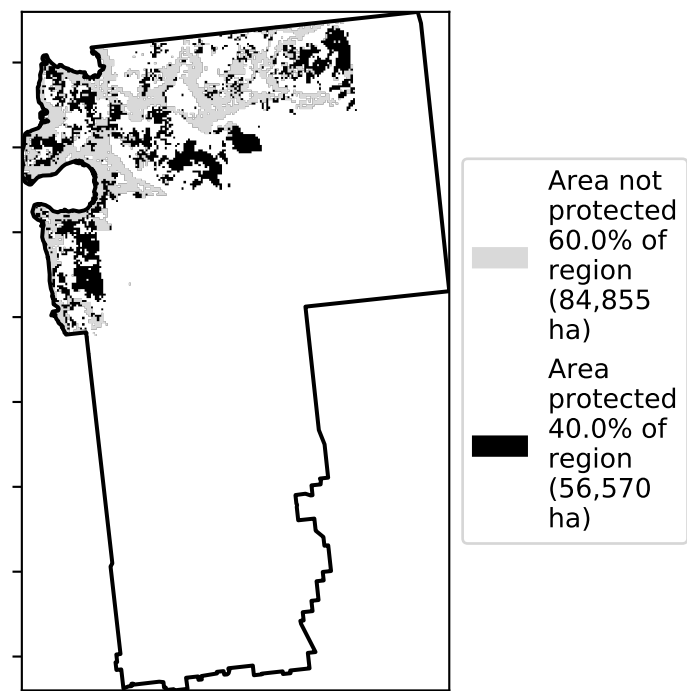 Area not
protected
60.0% of
region
(84,855
ha)
Area
protected
40.0% of
region
(56,570
ha)